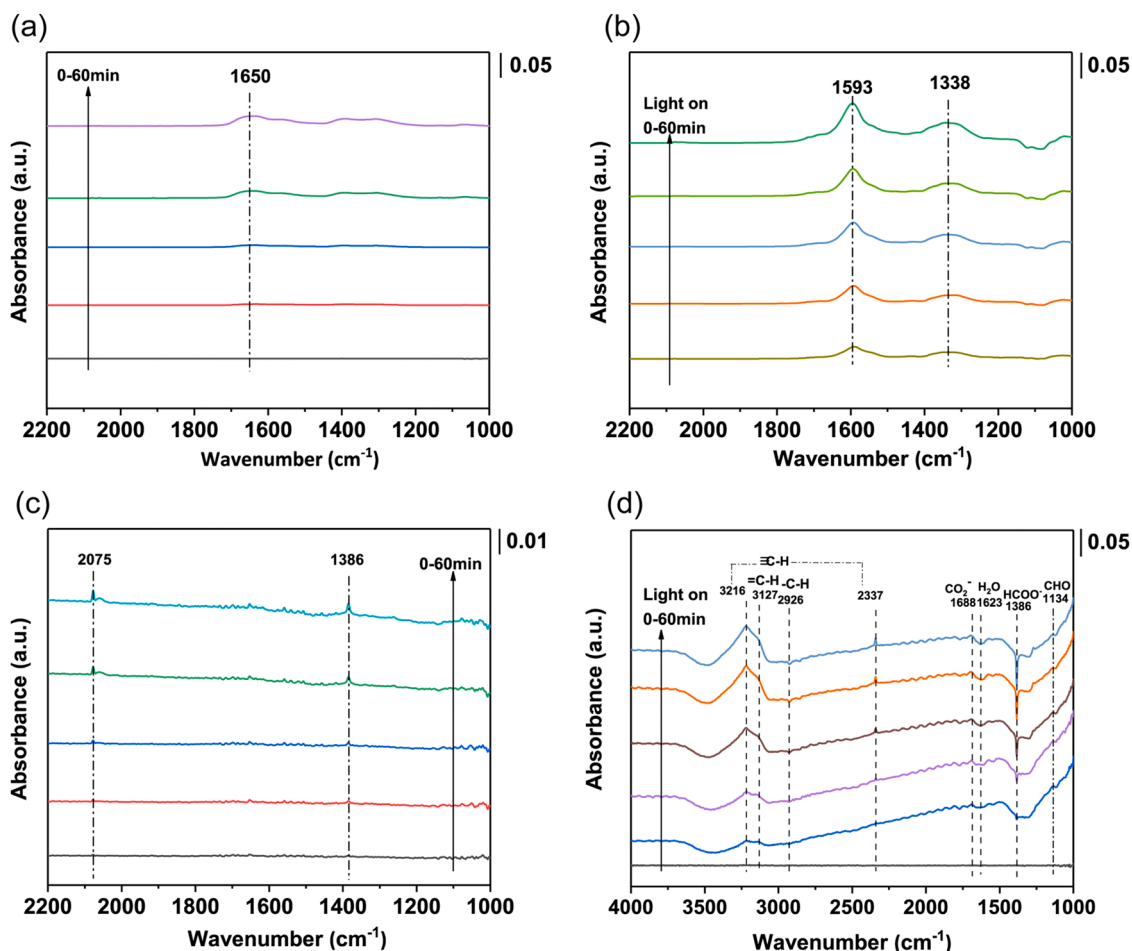 (a)
0.05
0-60min
1650
Absorbance (a.u.)
2200 2000 1800 1600 1400 1200 1000
Wavenumber (cm⁻¹)
(b)
0.05
Light on
0-60min
1593
1338
Absorbance (a.u.)
2200 2000 1800 1600 1400 1200 1000
Wavenumber (cm⁻¹)
(c)
0.01
2075
1386
0-60min
Absorbance (a.u.)
2200 2000 1800 1600 1400 1200 1000
Wavenumber (cm⁻¹)
(d)
0.05
Light on
0-60min
≡C-H
=C-H
-C-H
3216
3127
2926
2337
CO₂⁻
1688
H₂O
1623
HCOO⁻
1386
CHO
1134
Absorbance (a.u.)
4000 3500 3000 2500 2000 1500 1000
Wavenumber (cm⁻¹)